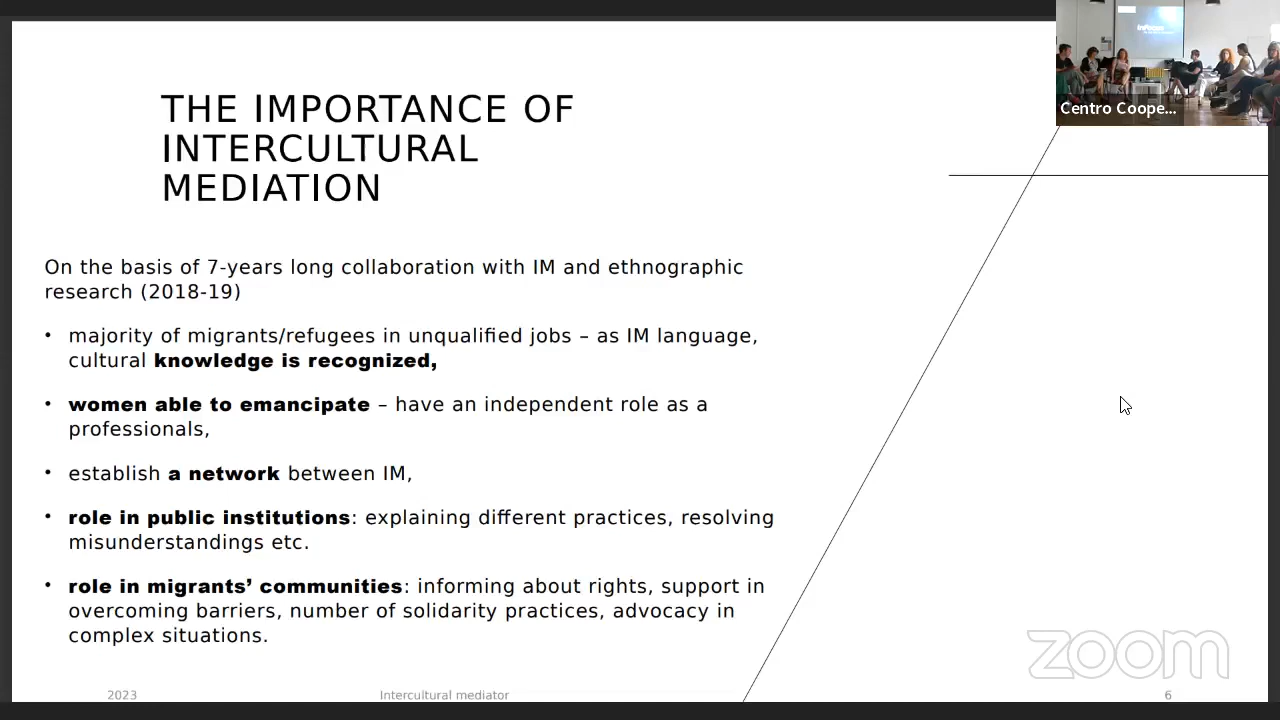 Centro Coope...
THE IMPORTANCE OF
INTERCULTURAL
MEDIATION
On the basis of 7-years long collaboration with IM and ethnographic
research (2018-19)
• majority of migrants/refugees in unqualified jobs – as IM language,
cultural knowledge is recognized,
• women able to emancipate – have an independent role as a
professionals,
• establish a network between IM,
• role in public institutions: explaining different practices, resolving
misunderstandings etc.
• role in migrants’ communities: informing about rights, support in
overcoming barriers, number of solidarity practices, advocacy in
complex situations.
zoom
2023 Intercultural mediator 6